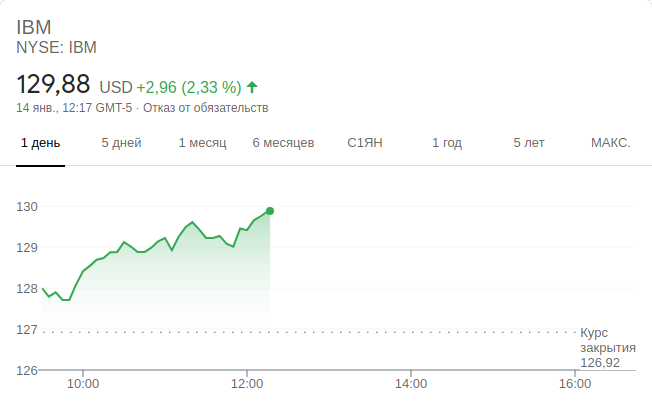 IBM
NYSE: IBM
129,88 USD +2,96 (2,33 %)
14 янв., 12:17 GMT-5 · Отказ от обязательств
1 день 5 дней 1 месяц 6 месяцев С1ЯН 1 год 5 лет МАКС.
130
129
128
127
Курс
закрытия
126,92
126
10:00 12:00 14:00 16:00